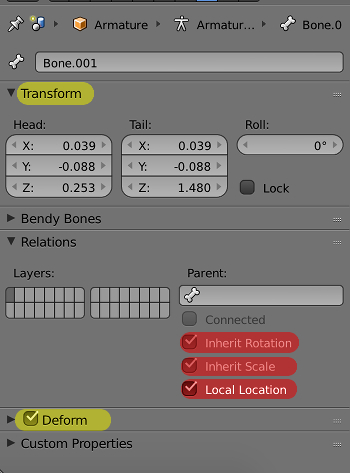 Armature Armatur... Bone.0
Bone.001
Transform
Head: Tail: Roll:
X: 0.039 X: 0.039 0°
Y: -0.088 Y: -0.088
Z: 0.253 Z: 1.480 Lock
Bendy Bones
Relations
Layers: Parent:
Connected
Inherit Rotation
Inherit Scale
Local Location
Deform
Custom Properties